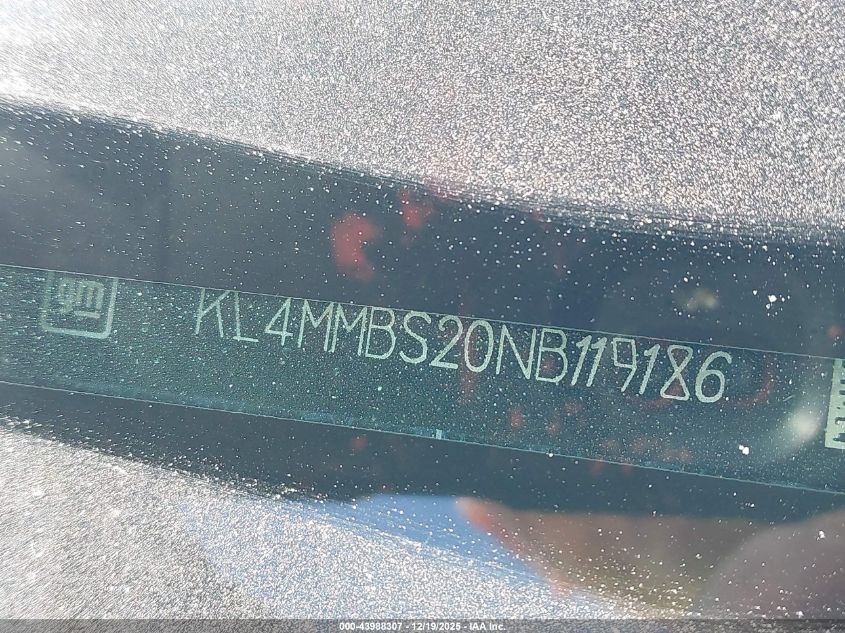 gm KL4MMBS20NB119186
000-43988307 - 12/19/2025 - IAA Inc.